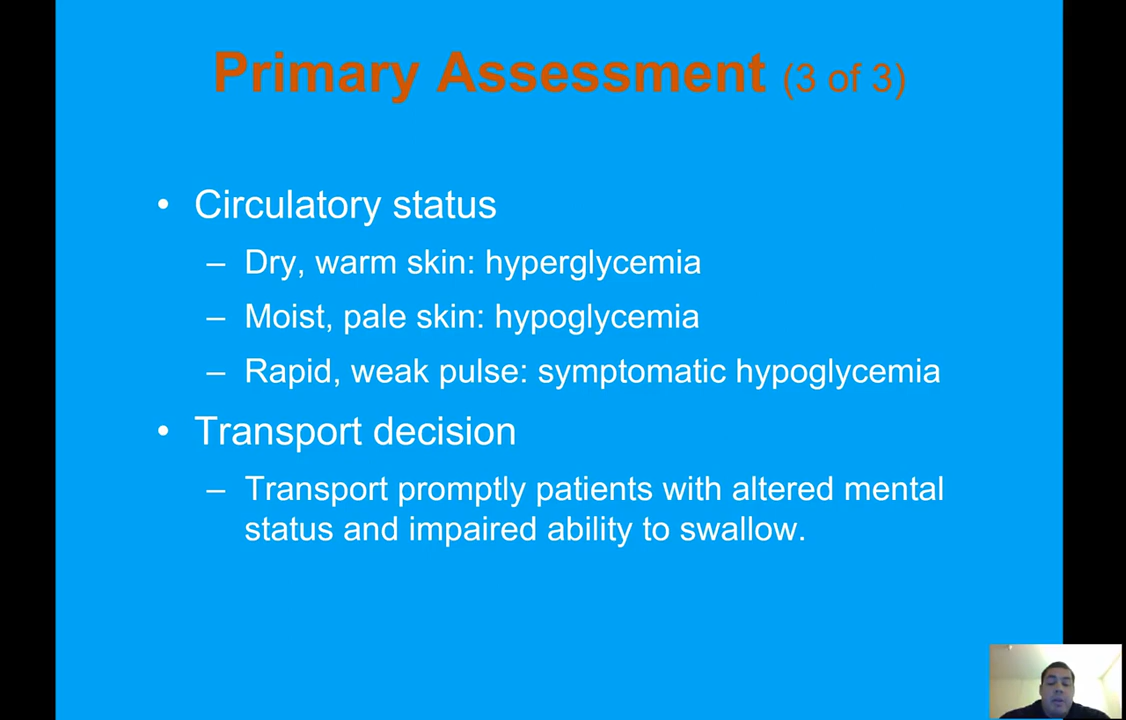 Primary Assessment (3 of 3)
• Circulatory status
– Dry, warm skin: hyperglycemia
– Moist, pale skin: hypoglycemia
– Rapid, weak pulse: symptomatic hypoglycemia
• Transport decision
– Transport promptly patients with altered mental
status and impaired ability to swallow.